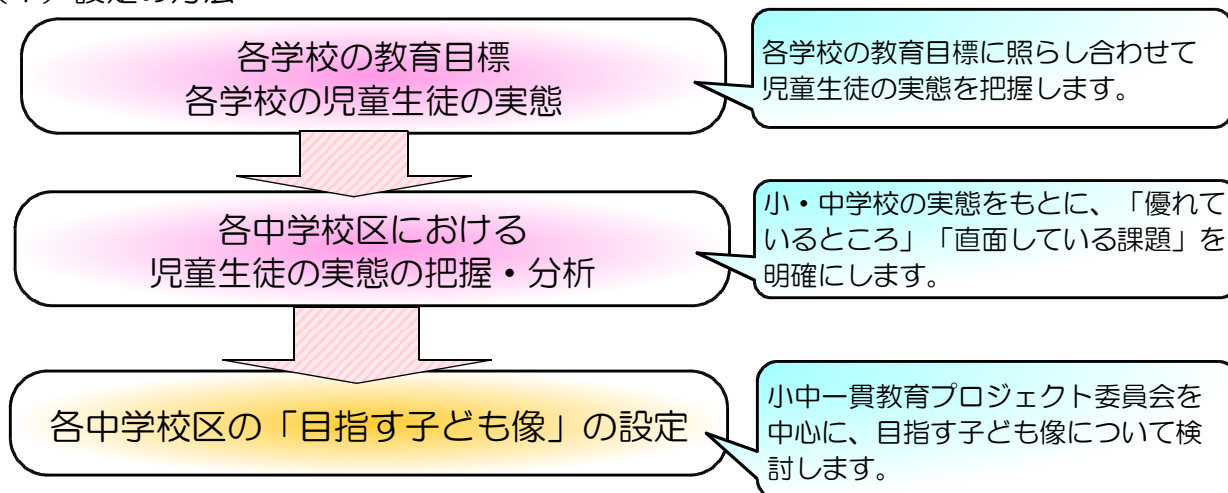 設定の方法
各学校の教育目標
各学校の児童生徒の実態
各学校の教育目標に照らし合わせて
児童生徒の実態を把握します。
各中学校区における
児童生徒の実態の把握・分析
小・中学校の実態をもとに、「優れて
いるところ」「直面している課題」を
明確にします。
各中学校区の「目指す子ども像」の設定
小中一貫教育プロジェクト委員会を
中心に、目指す子ども像について検
討します。